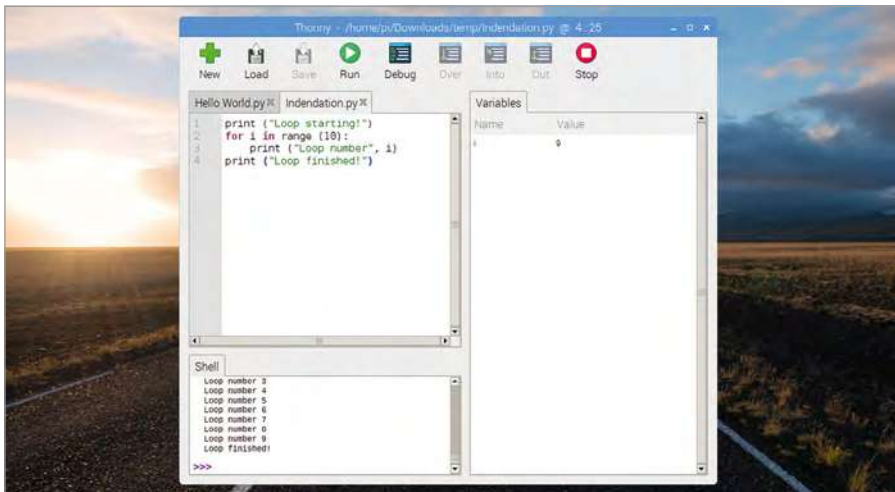 Thonny - /home/pi/Downloads/temp/Indendation.py @ 4 : 25
New Load Save Run Debug Over Into Out Stop
Hello World.py Indendation.py
1 print ("Loop starting!")
2 for i in range (10):
3 print ("Loop number", i)
4 print ("Loop finished!")
Variables
Name Value
i 9
Shell
Loop number 3
Loop number 4
Loop number 5
Loop number 6
Loop number 7
Loop number 8
Loop number 9
Loop finished!
>>>